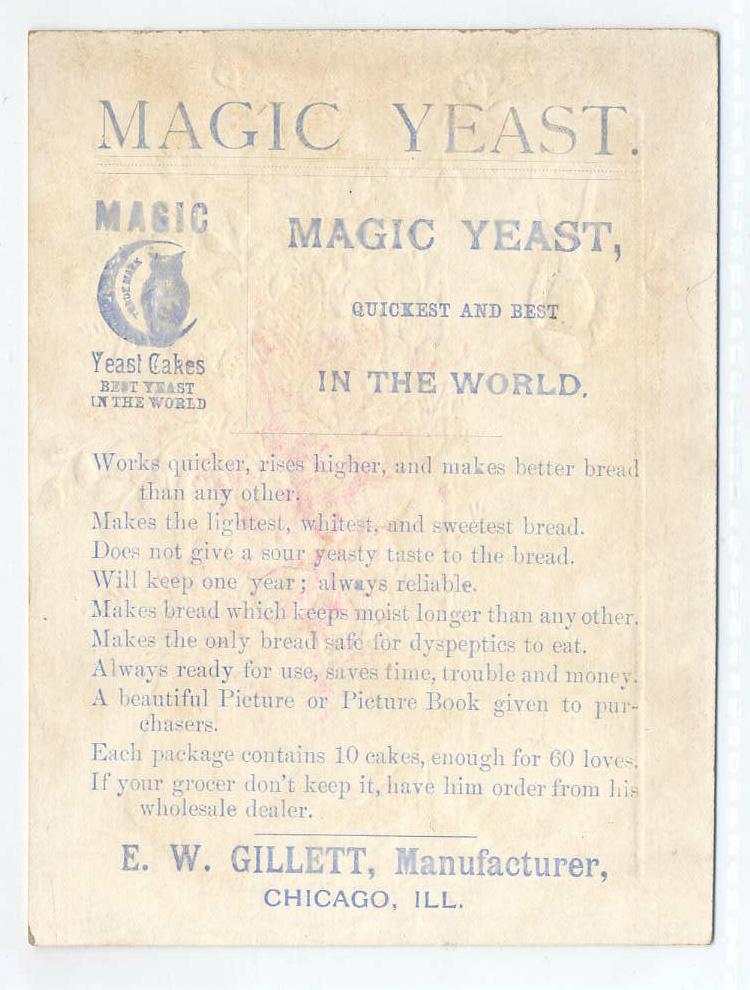 MAGIC YEAST.
MAGIC
TRADE MARK
Yeast Cakes
BEST YEAST
IN THE WORLD
MAGIC YEAST,
QUICKEST AND BEST
IN THE WORLD.
Works quicker, rises higher, and makes better bread
than any other.
Makes the lightest, whitest, and sweetest bread.
Does not give a sour yeasty taste to the bread.
Will keep one year; always reliable.
Makes bread which keeps moist longer than any other.
Makes the only bread safe for dyspeptics to eat.
Always ready for use, saves time, trouble and money.
A beautiful Picture or Picture Book given to pur-
chasers.
Each package contains 10 cakes, enough for 60 loves.
If your grocer don't keep it, have him order from his
wholesale dealer.
E. W. GILLETT, Manufacturer,
CHICAGO, ILL.